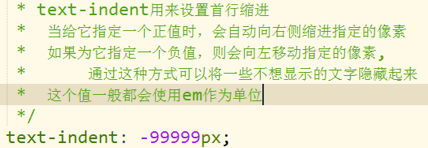 * text-indent用来设置首行缩进
* 当给它指定一个正值时，会自动向右侧缩进指定的像素
* 如果为它指定一个负值，则会向左移动指定的像素，
* 通过这种方式可以将一些不想显示的文字隐藏起来
* 这个值一般都会使用em作为单位
*/
text-indent: -99999px;